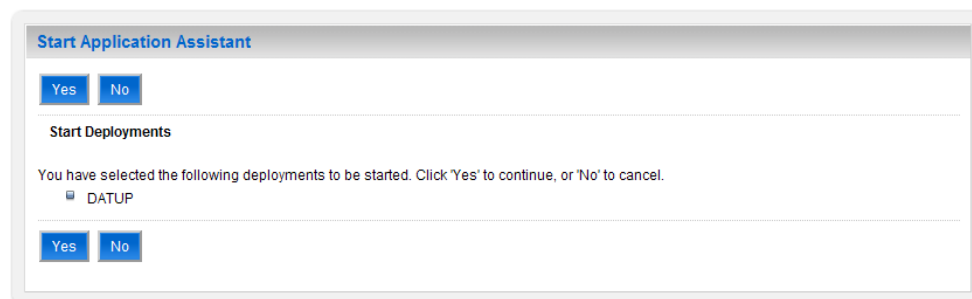 Start Application Assistant
Yes No
Start Deployments
You have selected the following deployments to be started. Click 'Yes' to continue, or 'No' to cancel.
DATUP
Yes No